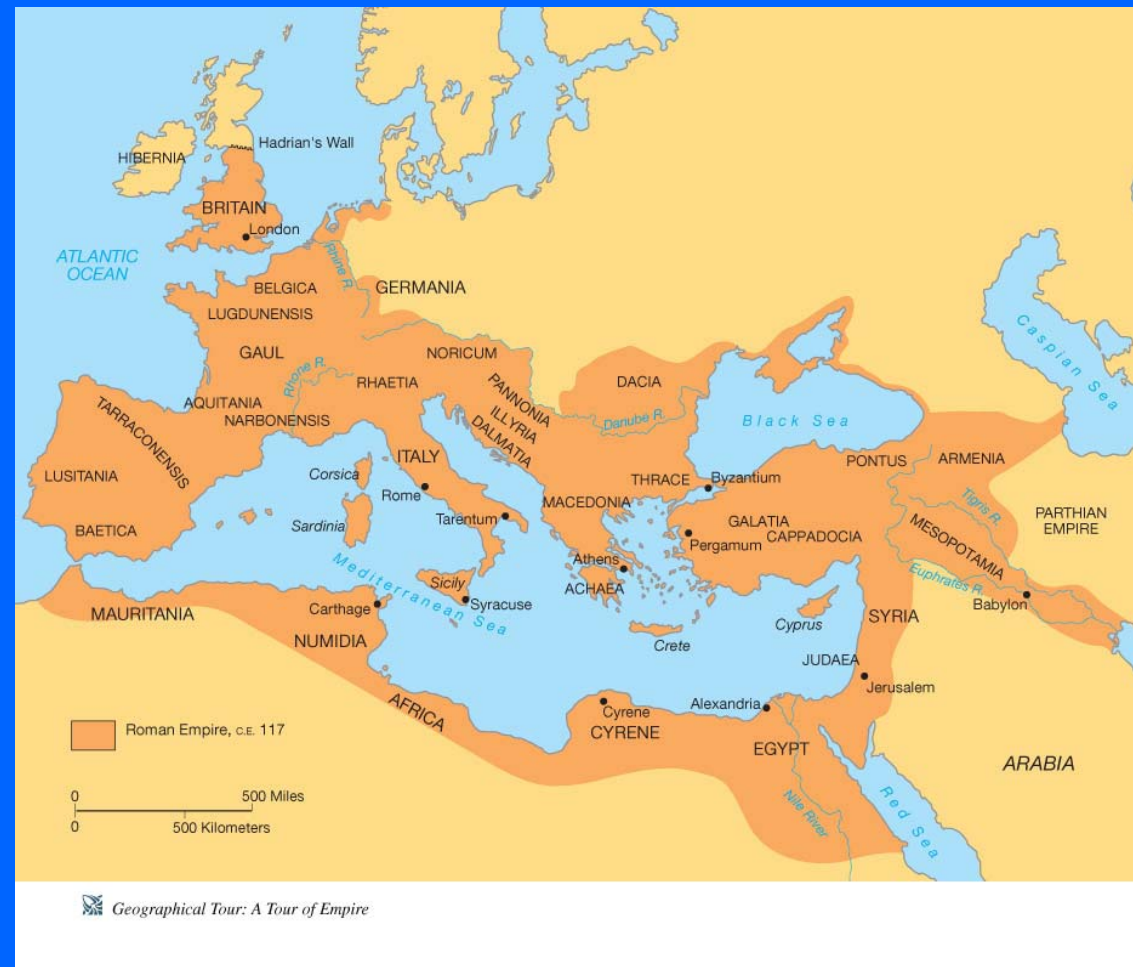 Hadrian's Wall
HIBERNIA
BRITAIN
London
ATLANTIC
OCEAN
Rhine R.
BELGICA
GERMANIA
LUGDUNENSIS
GAUL
NORICUM
Rhone R.
RHAETIA
DACIA
PANNONIA
ILLYRIA
DALMATIA
AQUITANIA
NARBONENSIS
TARRACONENSIS
Danube R.
Black Sea
Caspian Sea
ITALY
PONTUS
ARMENIA
LUSITANIA
Corsica
Rome
THRACE
Byzantium
MACEDONIA
Tigris R.
PARTHIAN
EMPIRE
Sardinia
Tarentum
GALATIA
CAPPADOCIA
MESOPOTAMIA
BAETICA
Pergamum
Athens
ACHAEA
Euphrates R.
Mediterranean Sea
Sicily
Syracuse
Babylon
MAURITANIA
Carthage
NUMIDIA
Cyprus
SYRIA
Crete
JUDAEA
Jerusalem
AFRICA
Cyrene
CYRENE
Alexandria
EGYPT
ARABIA
Nile River
Red Sea
Roman Empire, C.E. 117
0 500 Miles
0 500 Kilometers
Geographical Tour: A Tour of Empire